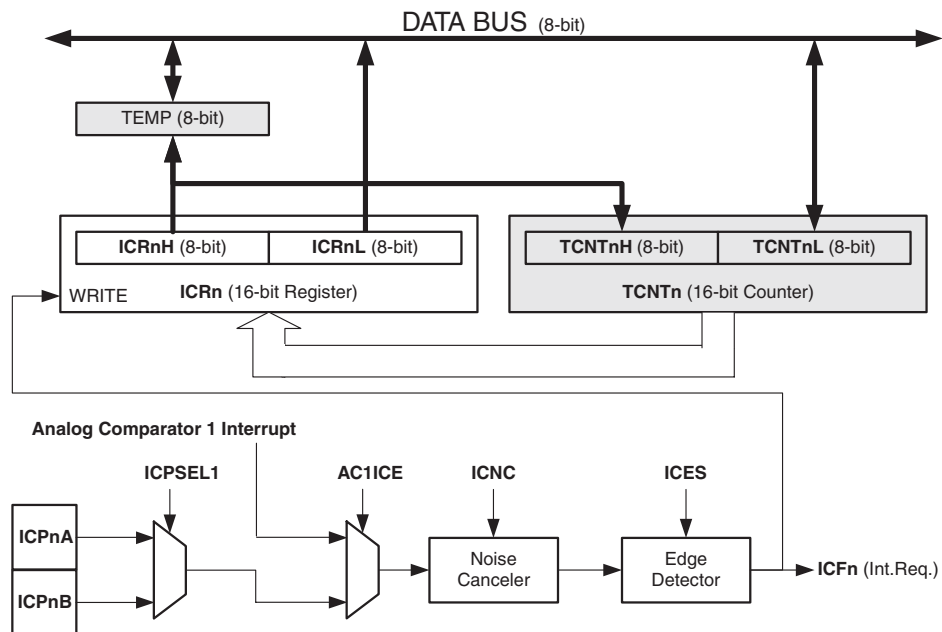 DATA BUS (8-bit)
TEMP (8-bit)
ICRnH (8-bit) ICRnL (8-bit) TCNTnH (8-bit) TCNTnL (8-bit)
WRITE ICRn (16-bit Register) TCNTn (16-bit Counter)
Analog Comparator 1 Interrupt
ICPSEL1 AC1ICE ICNC ICES
ICPnA
Noise Canceler
Edge Detector
ICFn (Int.Req.)
ICPnB